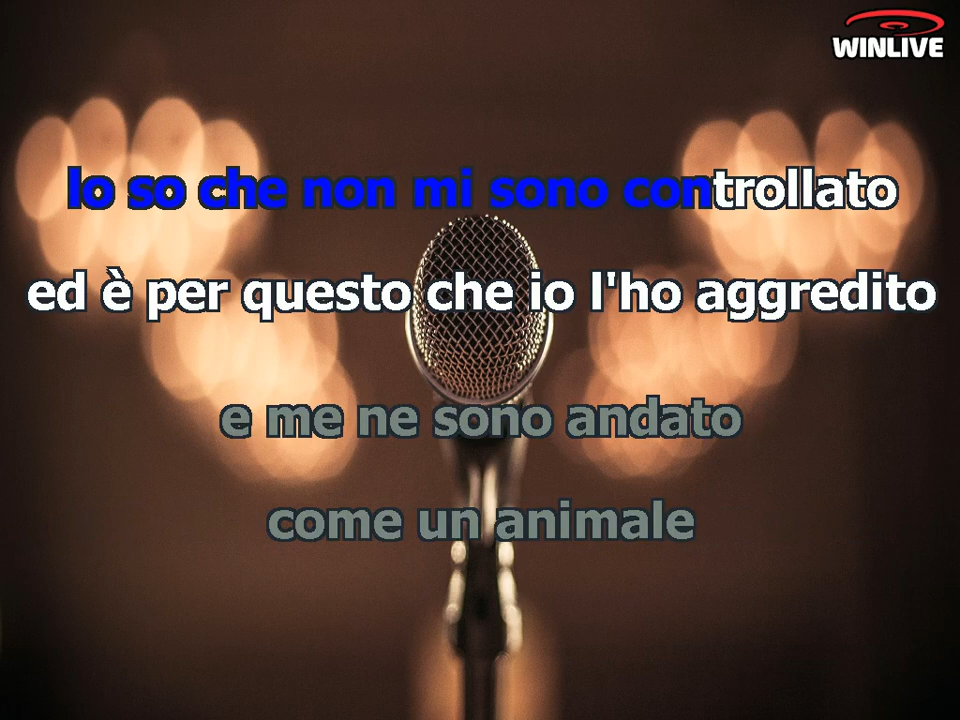 WINLIVE
lo so che non mi sono controllato
ed è per questo che io l'ho aggredito
e me ne sono andato
come un animale